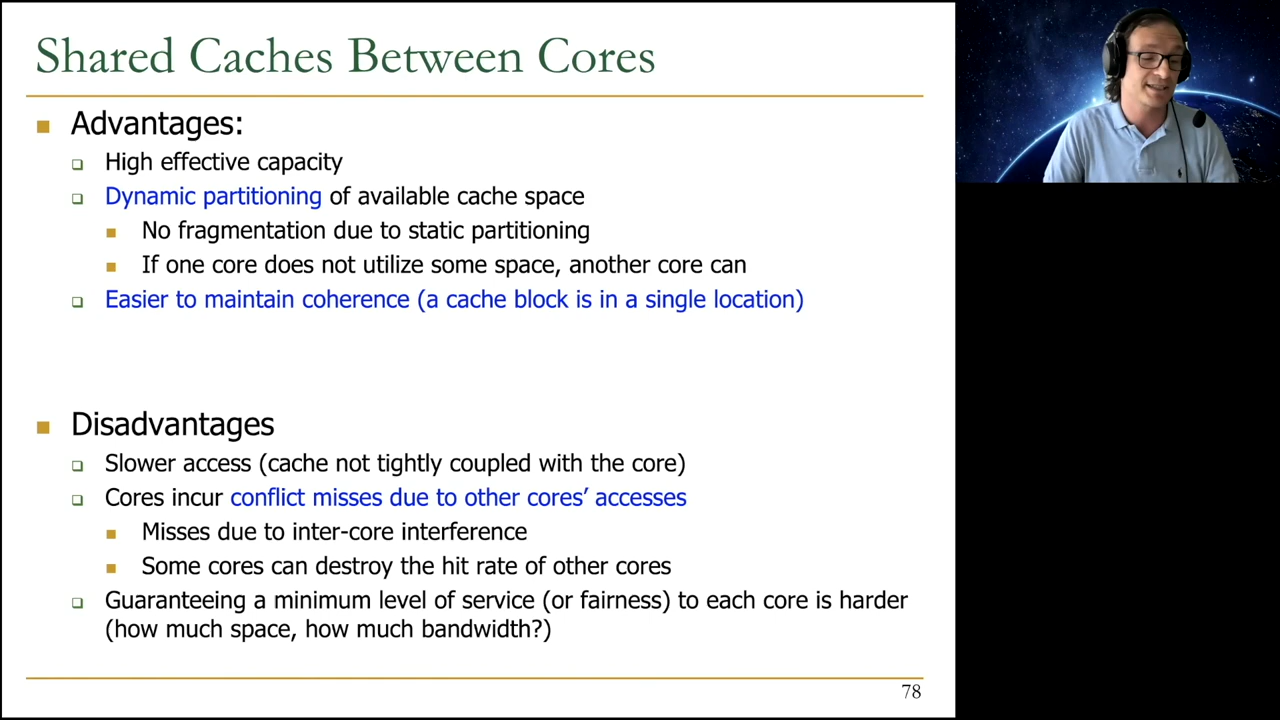 Shared Caches Between Cores
Advantages:
High effective capacity
Dynamic partitioning of available cache space
No fragmentation due to static partitioning
If one core does not utilize some space, another core can
Easier to maintain coherence (a cache block is in a single location)
Disadvantages
Slower access (cache not tightly coupled with the core)
Cores incur conflict misses due to other cores’ accesses
Misses due to inter-core interference
Some cores can destroy the hit rate of other cores
Guaranteeing a minimum level of service (or fairness) to each core is harder
(how much space, how much bandwidth?)
78